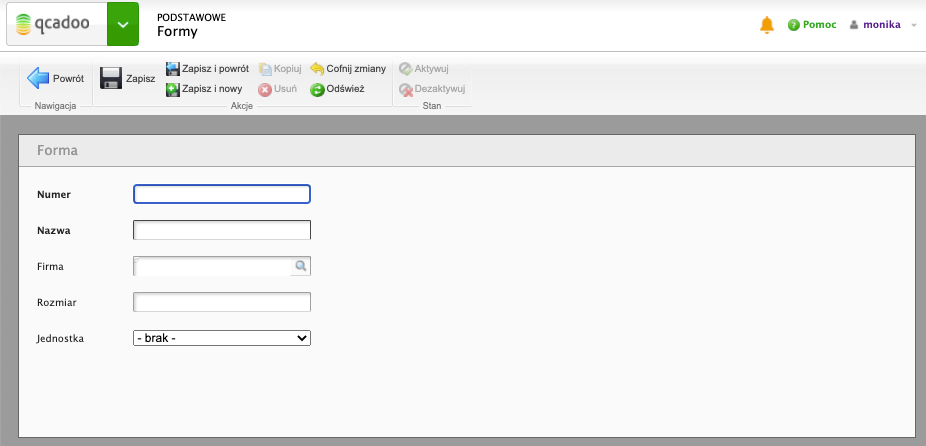 qcadoo
PODSTAWOWE
Formy
Pomoc
monika
Powrót
Zapisz
Zapisz i powrót
Kopiuj
Cofnij zmiany
Aktywuj
Zapisz i nowy
Usuń
Odśwież
Dezaktywuj
Nawigacja
Akcje
Stan
Forma
Numer
Nazwa
Firma
Rozmiar
Jednostka
- brak -